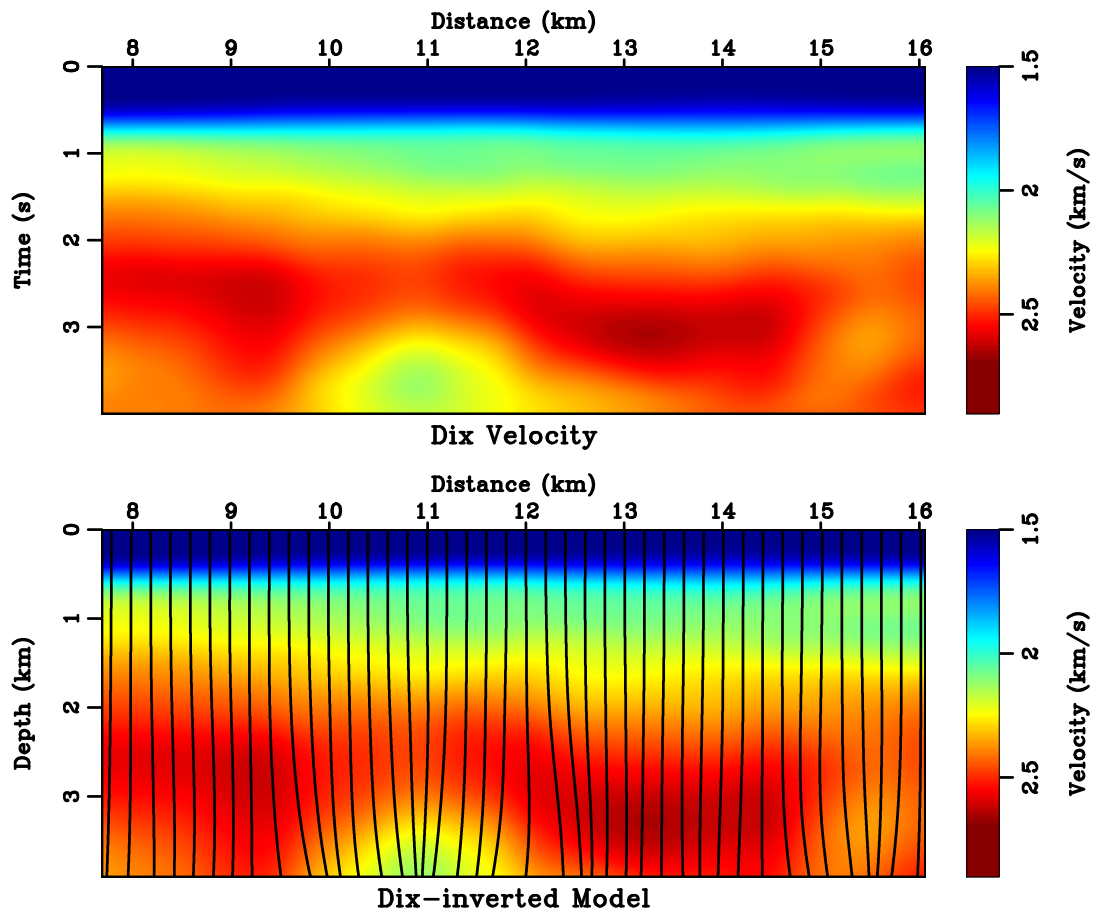 Distance (km)
8 9 10 11 12 13 14 15 16
0
1
2
3
Time (s)
1.5
2
2.5
Velocity (km/s)
Dix Velocity
Distance (km)
8 9 10 11 12 13 14 15 16
0
1
2
3
Depth (km)
1.5
2
2.5
Velocity (km/s)
Dix−inverted Model